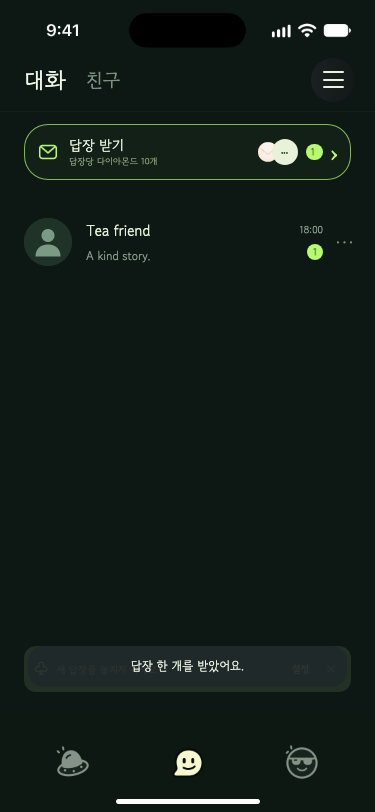 9:41
대화 친구
답장 받기
답장당 다이아몬드 10개
1
Tea friend
18:00
A kind story.
1
답장 한 개를 받았어요.
설정